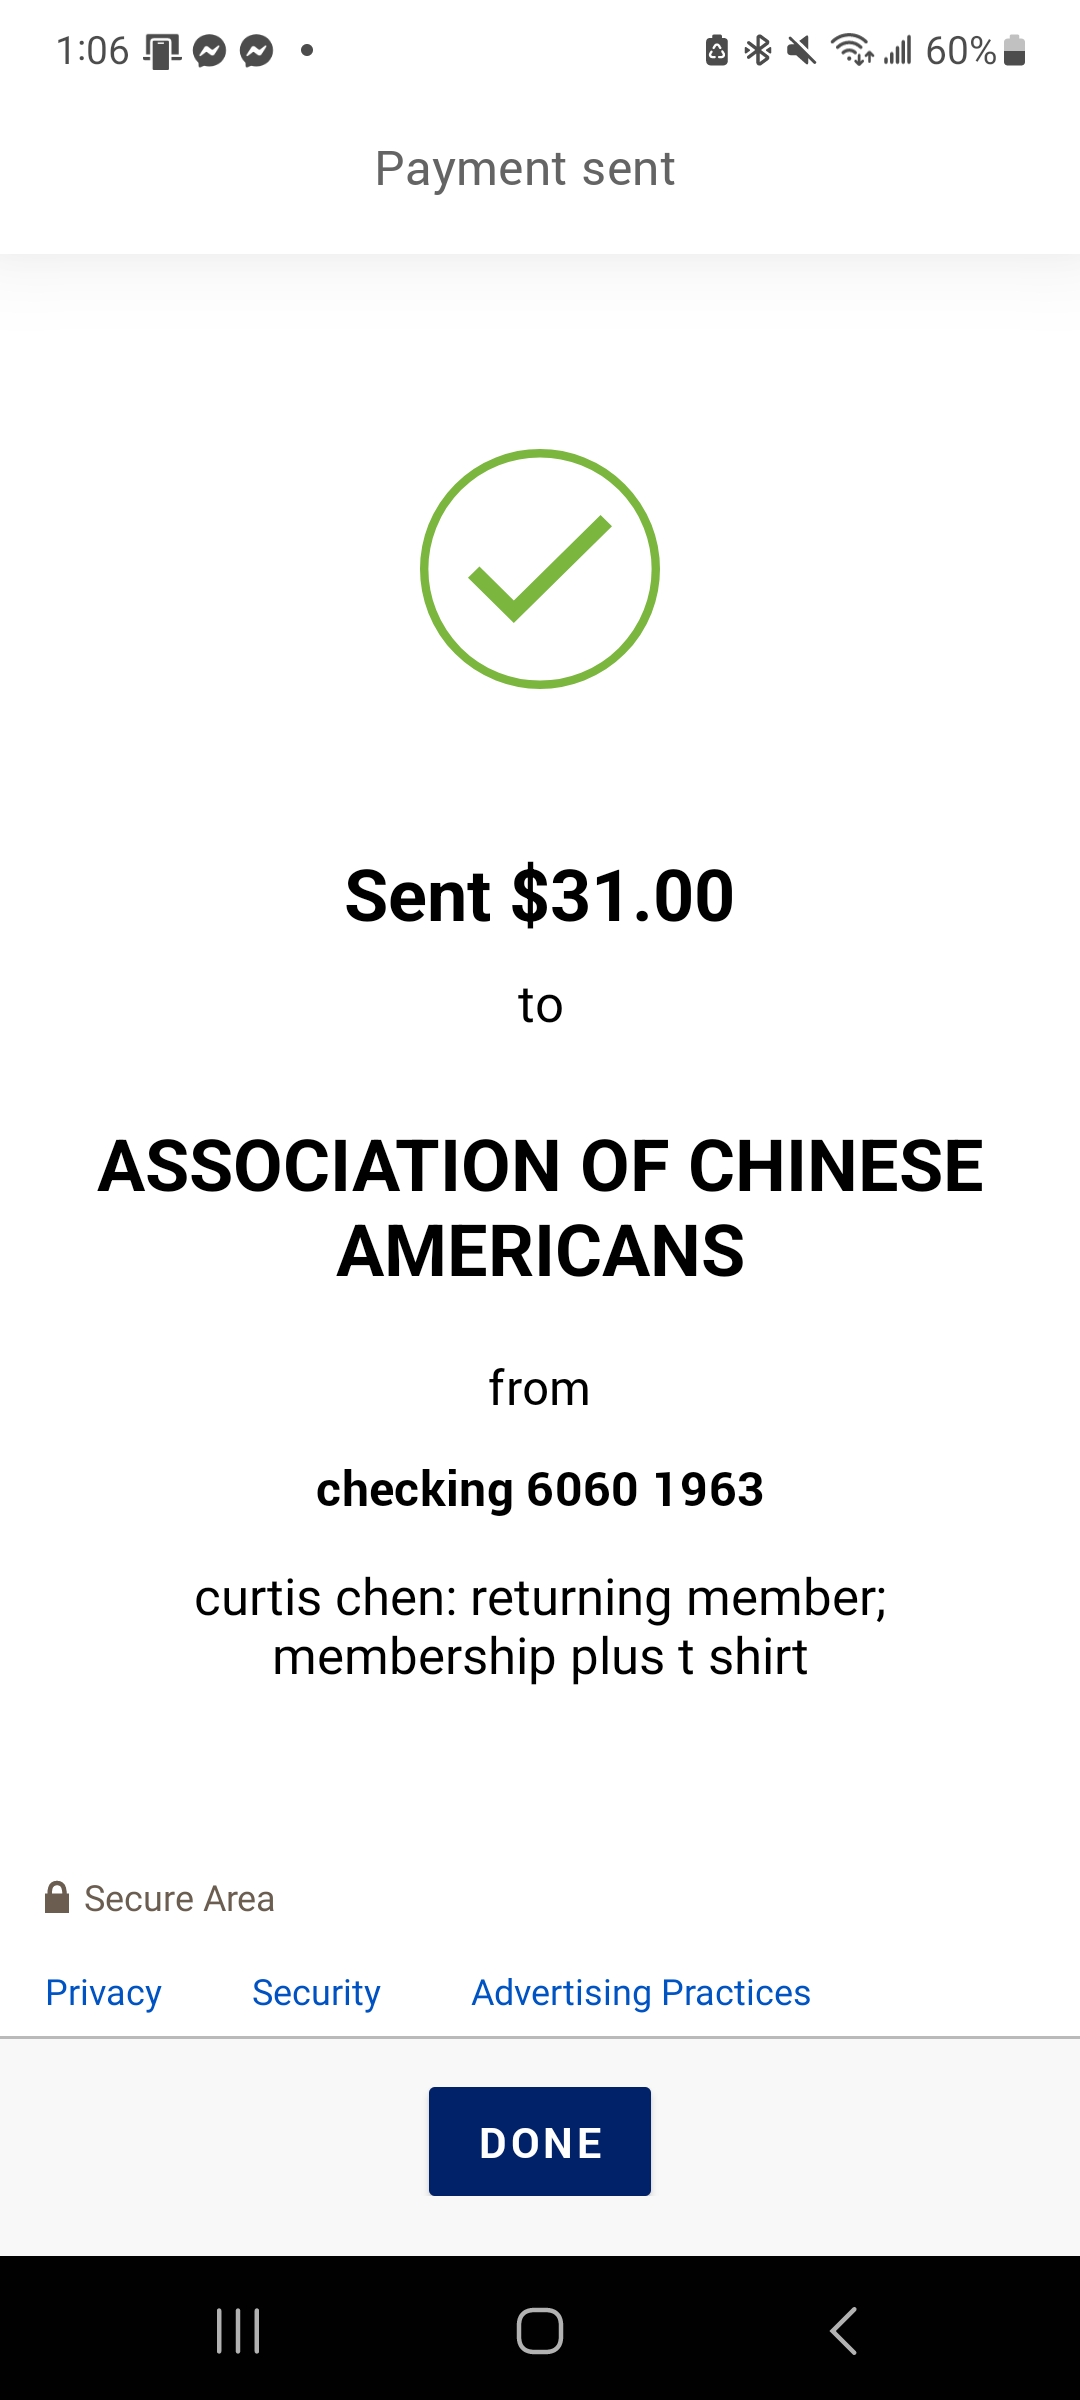 1:06
60%
Payment sent
Sent $31.00
to
ASSOCIATION OF CHINESE
AMERICANS
from
checking 6060 1963
curtis chen: returning member;
membership plus t shirt
Secure Area
Privacy Security Advertising Practices
DONE